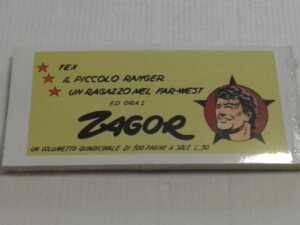 TEX
IL PICCOLO RANGER
UN RAGAZZO NEL FAR-WEST
ED ORA:
ZAGOR
UN VOLUMETTO QUINDICINALE DI 100 PAGINE A SOLE L.